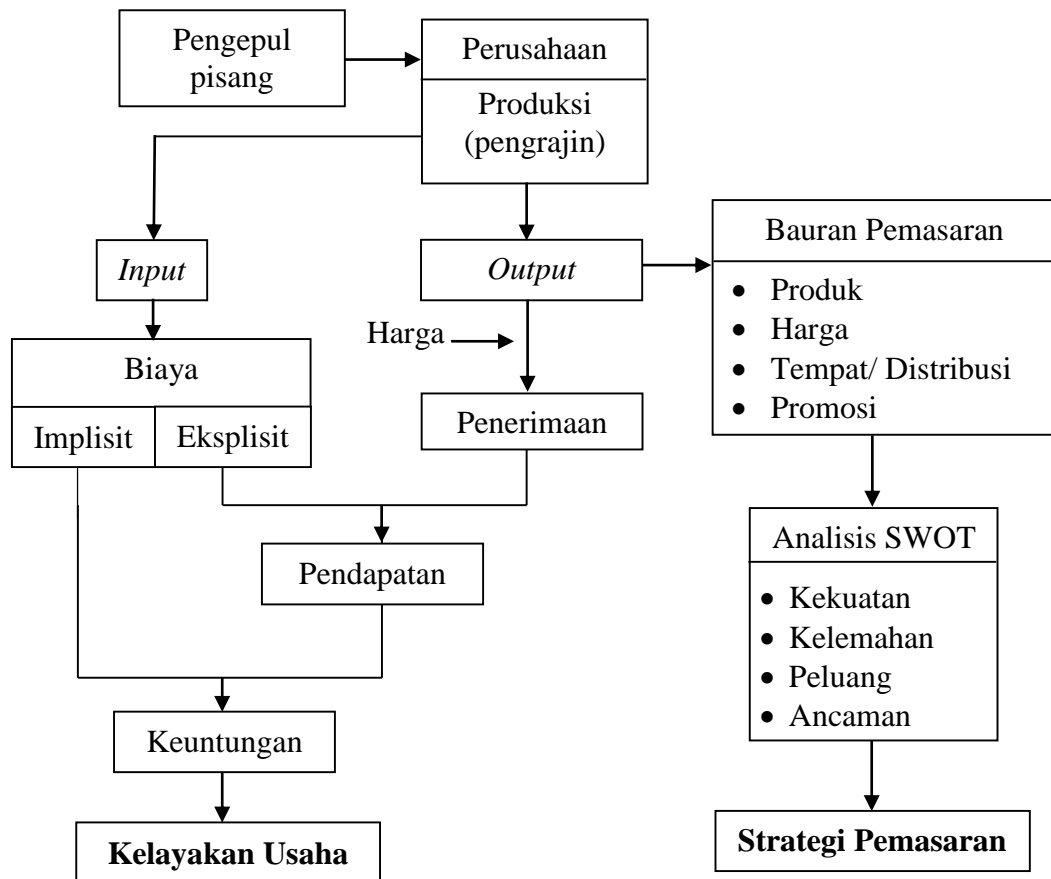 Pengepul
pisang
Perusahaan
Produksi
(pengrajin)
Input
Output
Harga
Biaya
Implisit
Eksplisit
Penerimaan
Pendapatan
Keuntungan
Kelayakan Usaha
Bauran Pemasaran
• Produk
• Harga
• Tempat/ Distribusi
• Promosi
Analisis SWOT
• Kekuatan
• Kelemahan
• Peluang
• Ancaman
Strategi Pemasaran